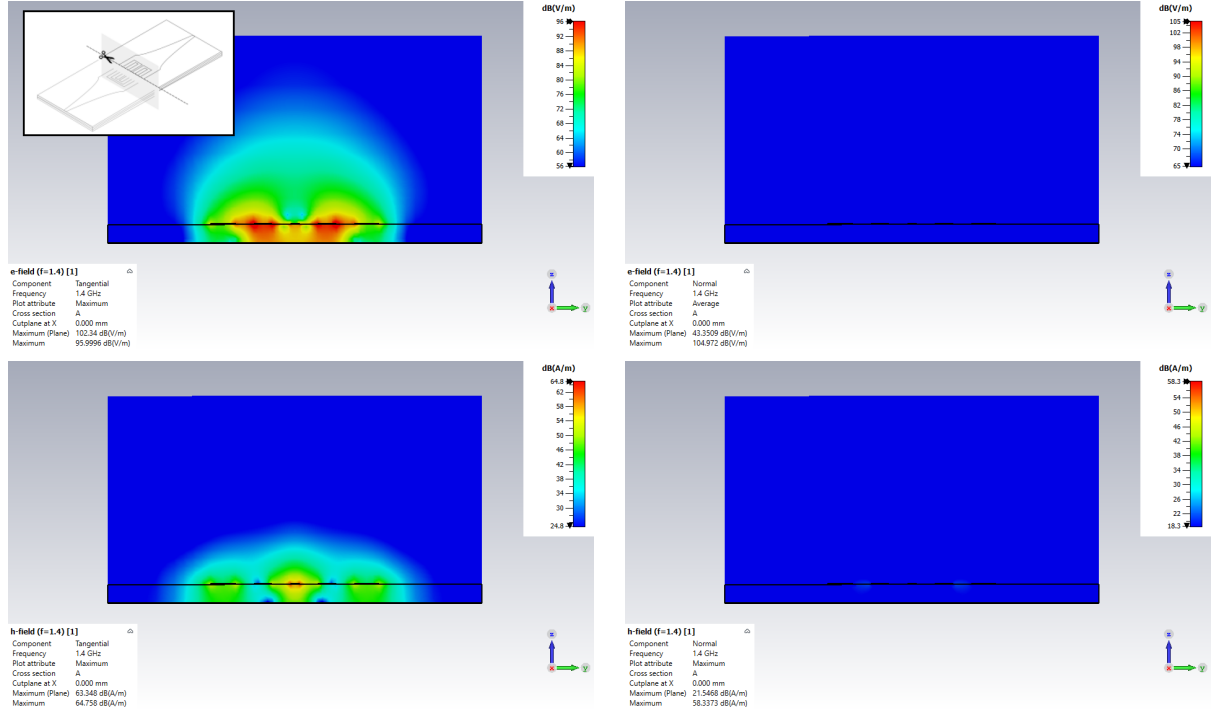 dB(V/m)
96
92
88
84
80
76
72
68
64
60
56
e-field (f=1.4) [1]
Component Tangential
Frequency 1.4 GHz
Plot attribute Maximum
Cross section A
Cutplane at X 0.000 mm
Maximum (Plane) 102.34 dB(V/m)
Maximum 95.9996 dB(V/m)
z
x
y
dB(V/m)
105
102
98
94
90
86
82
78
74
70
65
e-field (f=1.4) [1]
Component Normal
Frequency 1.4 GHz
Plot attribute Average
Cross section A
Cutplane at X 0.000 mm
Maximum (Plane) 43.3509 dB(V/m)
Maximum 104.972 dB(V/m)
z
x
y
dB(A/m)
64.8
62
58
54
50
46
42
38
34
30
24.8
h-field (f=1.4) [1]
Component Tangential
Frequency 1.4 GHz
Plot attribute Maximum
Cross section A
Cutplane at X 0.000 mm
Maximum (Plane) 63.348 dB(A/m)
Maximum 64.758 dB(A/m)
z
x
y
dB(A/m)
58.3
54
50
46
42
38
34
30
26
22
18.3
h-field (f=1.4) [1]
Component Normal
Frequency 1.4 GHz
Plot attribute Maximum
Cross section A
Cutplane at X 0.000 mm
Maximum (Plane) 21.5468 dB(A/m)
Maximum 58.3373 dB(A/m)
z
x
y